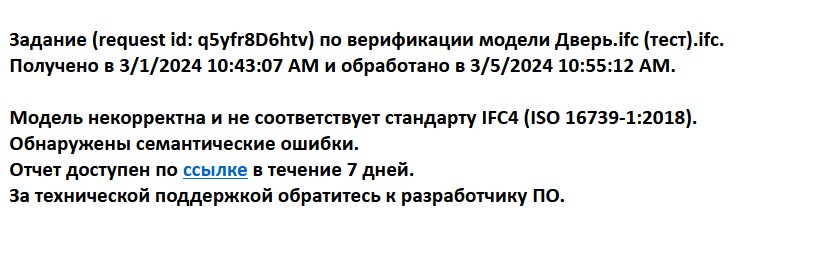 Задание (request id: q5yfr8D6htv) по верификации модели Дверь.ifc (тест).ifc.
Получено в 3/1/2024 10:43:07 AM и обработано в 3/5/2024 10:55:12 AM.
Модель некорректна и не соответствует стандарту IFC4 (ISO 16739-1:2018).
Обнаружены семантические ошибки.
Отчет доступен по ссылке в течение 7 дней.
За технической поддержкой обратитесь к разработчику ПО.